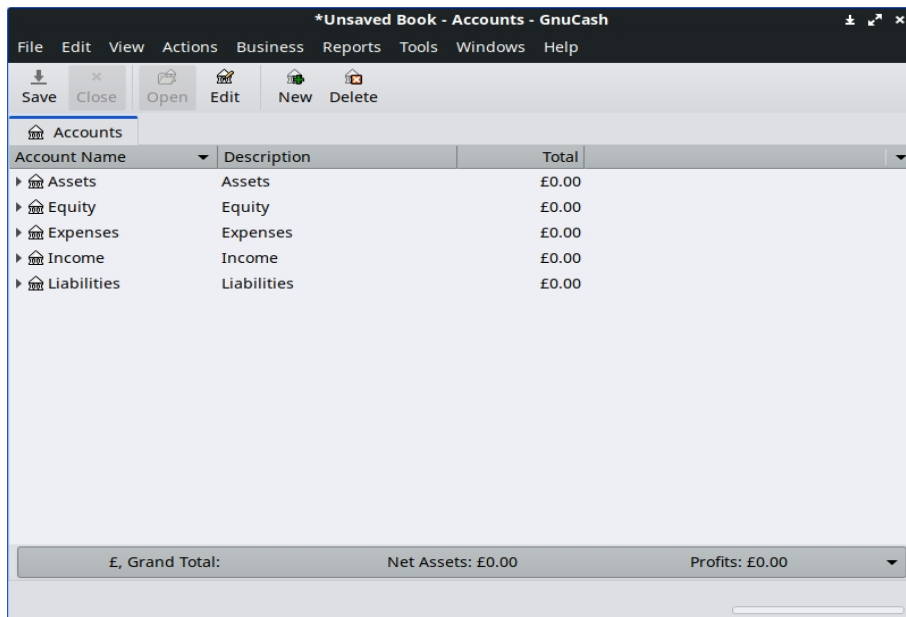 *Unsaved Book - Accounts - GnuCash
File Edit View Actions Business Reports Tools Windows Help
Save Close Open Edit New Delete
Accounts
Account Name Description Total
Assets Assets £0.00
Equity Equity £0.00
Expenses Expenses £0.00
Income Income £0.00
Liabilities Liabilities £0.00
£, Grand Total: Net Assets: £0.00 Profits: £0.00